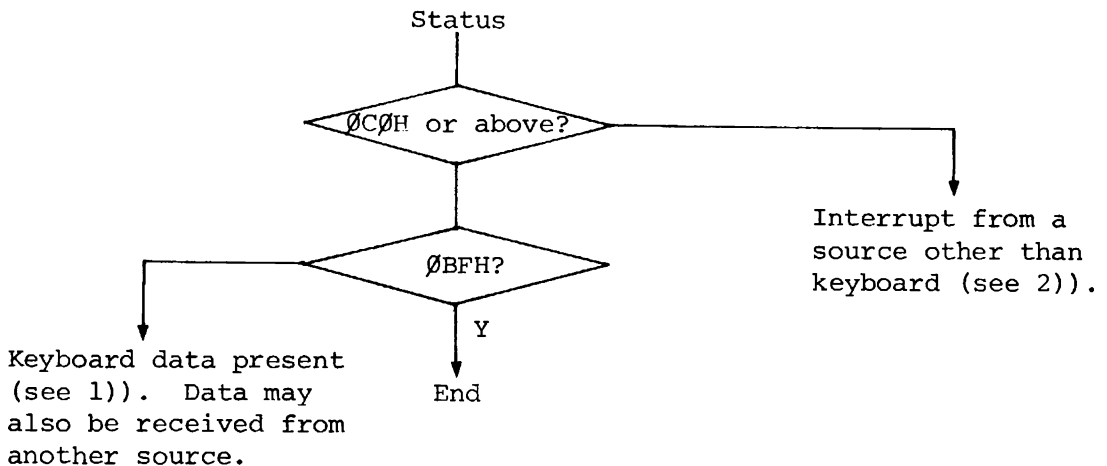 Status
ØCØH or above?
Interrupt from a
source other than
keyboard (see 2)).
ØBFH?
Y
Keyboard data present
(see 1)). Data may
also be received from
another source.
End